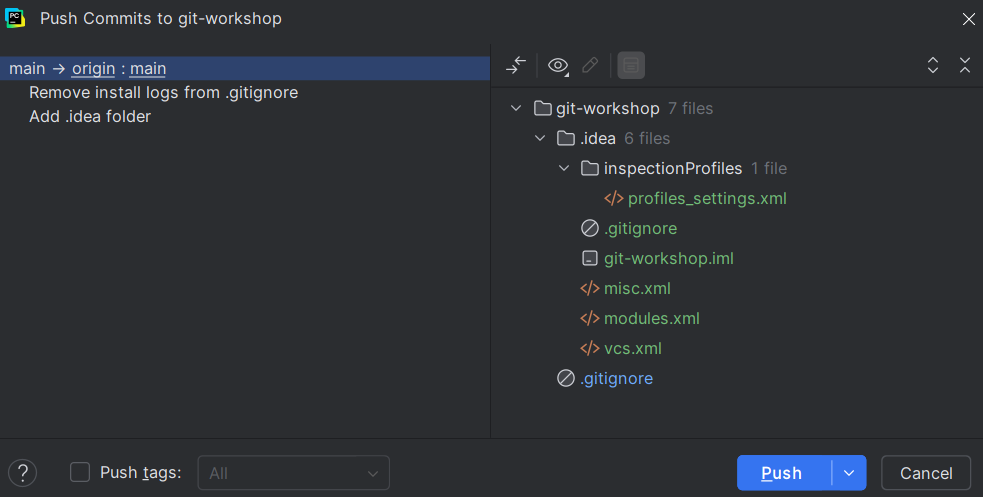 Push Commits to git-workshop
main → origin : main
Remove install logs from .gitignore
Add .idea folder
git-workshop 7 files
.idea 6 files
inspectionProfiles 1 file
profiles_settings.xml
.gitignore
git-workshop.iml
misc.xml
modules.xml
vcs.xml
.gitignore
? Push tags: All Push Cancel